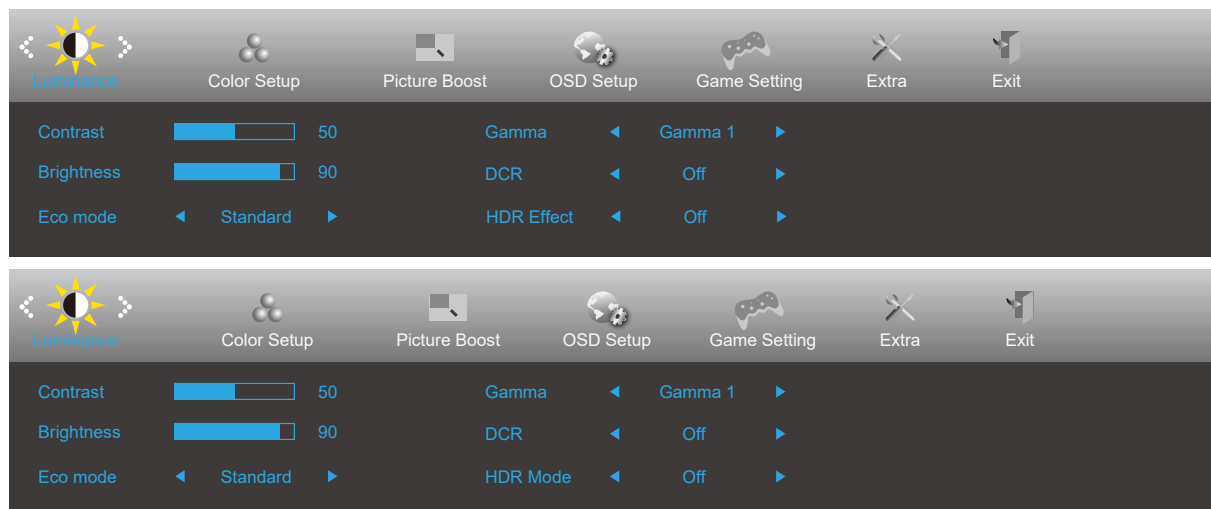 Luminance Color Setup Picture Boost OSD Setup Game Setting Extra Exit
Contrast 50 Gamma Gamma 1
Brightness 90 DCR Off
Eco mode Standard HDR Effect Off
Luminance Color Setup Picture Boost OSD Setup Game Setting Extra Exit
Contrast 50 Gamma Gamma 1
Brightness 90 DCR Off
Eco mode Standard HDR Mode Off